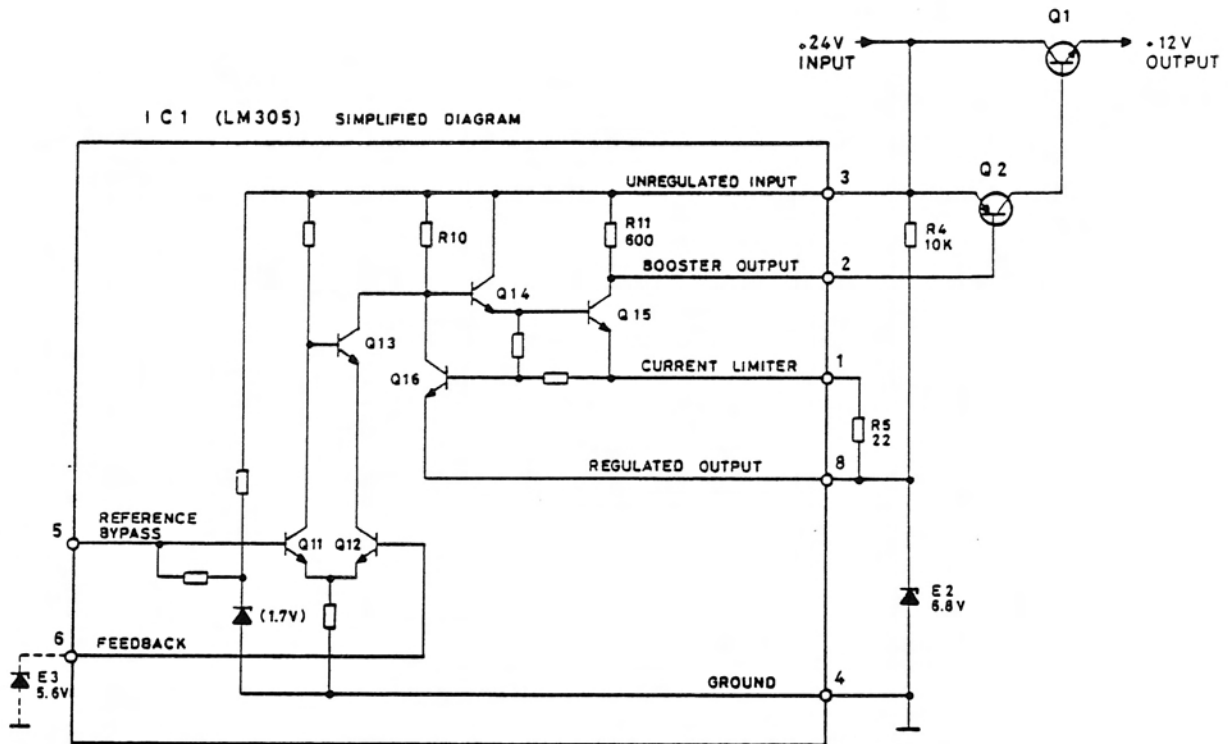 Q1
+24V
INPUT
+12V
OUTPUT
IC1 (LM305) SIMPLIFIED DIAGRAM
UNREGULATED INPUT
3
Q2
R10
R11
600
R4
10K
BOOSTER OUTPUT
2
Q14
Q15
Q13
Q16
CURRENT LIMITER
1
R5
22
REGULATED OUTPUT
8
5
REFERENCE
BYPASS
Q11
Q12
(1.7V)
E2
6.8V
6
FEEDBACK
E3
5.6V
GROUND
4